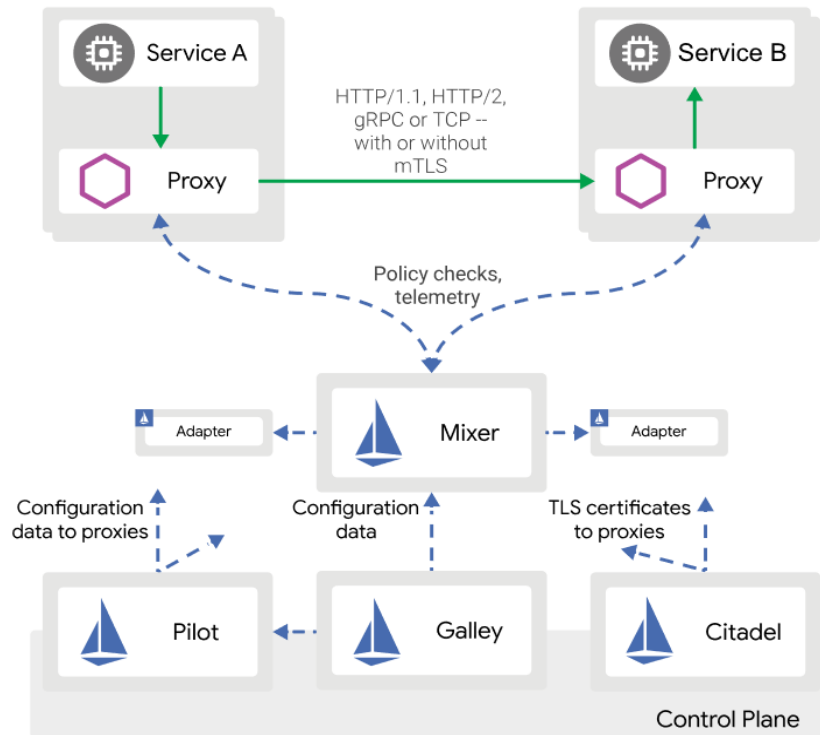 Service A
Service B
HTTP/1.1, HTTP/2,
gRPC or TCP --
with or without
mTLS
Proxy
Proxy
Policy checks,
telemetry
Adapter
Mixer
Adapter
Configuration
data to proxies
Configuration
data
TLS certificates
to proxies
Pilot
Galley
Citadel
Control Plane